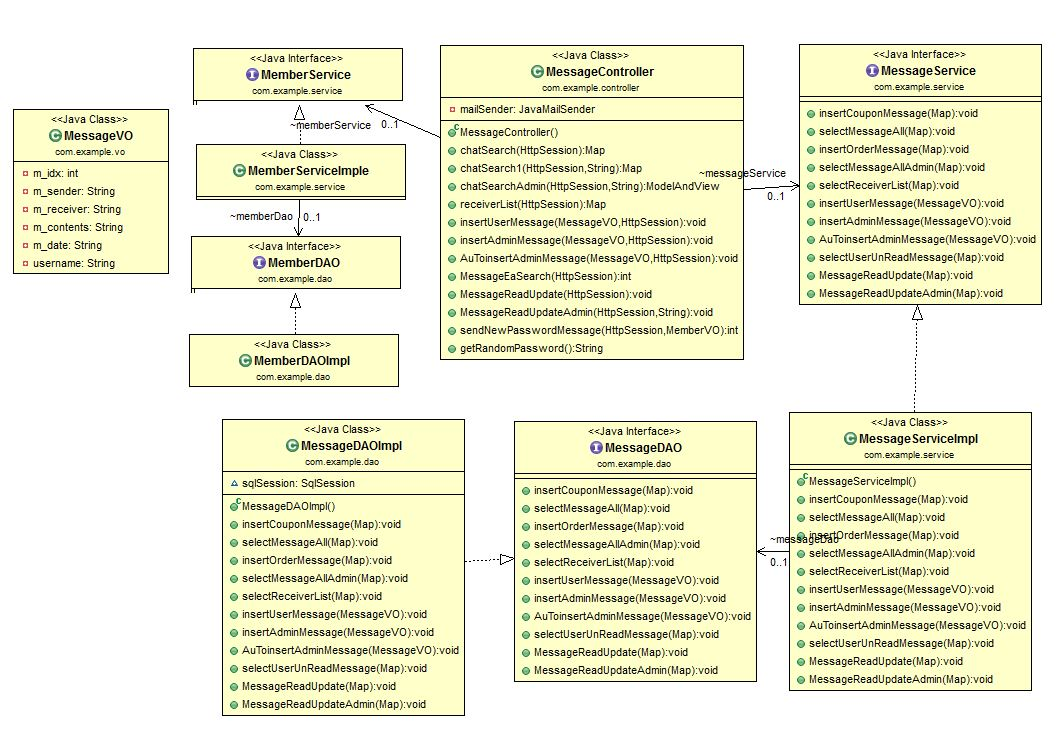 <<Java Class>>
MessageVO
com.example.vo
m_idx: int
m_sender: String
m_receiver: String
m_contents: String
m_date: String
username: String
<<Java Interface>>
MemberService
com.example.service
~memberService
0..1
<<Java Class>>
MemberServiceImple
com.example.service
~memberDao
0..1
<<Java Interface>>
MemberDAO
com.example.dao
<<Java Class>>
MemberDAOImpl
com.example.dao
<<Java Class>>
MessageController
com.example.controller
mailSender: JavaMailSender
MessageController()
chatSearch(HttpSession):Map
chatSearch1(HttpSession,String):Map
chatSearchAdmin(HttpSession,String):ModelAndView
receiverList(HttpSession):Map
insertUserMessage(MessageVO,HttpSession):void
insertAdminMessage(MessageVO,HttpSession):void
AuToinsertAdminMessage(MessageVO,HttpSession):void
MessageEaSearch(HttpSession):int
MessageReadUpdate(HttpSession):void
MessageReadUpdateAdmin(HttpSession,String):void
sendNewPasswordMessage(HttpSession,MemberVO):int
getRandomPassword():String
~messageService
0..1
<<Java Interface>>
MessageService
com.example.service
insertCouponMessage(Map):void
selectMessageAll(Map):void
insertOrderMessage(Map):void
selectMessageAllAdmin(Map):void
selectReceiverList(Map):void
insertUserMessage(MessageVO):void
insertAdminMessage(MessageVO):void
AuToinsertAdminMessage(MessageVO):void
selectUserUnReadMessage(Map):void
MessageReadUpdate(Map):void
MessageReadUpdateAdmin(Map):void
<<Java Class>>
MessageDAOImpl
com.example.dao
sqlSession: SqlSession
MessageDAOImpl()
insertCouponMessage(Map):void
selectMessageAll(Map):void
insertOrderMessage(Map):void
selectMessageAllAdmin(Map):void
selectReceiverList(Map):void
insertUserMessage(MessageVO):void
insertAdminMessage(MessageVO):void
AuToinsertAdminMessage(MessageVO):void
selectUserUnReadMessage(Map):void
MessageReadUpdate(Map):void
MessageReadUpdateAdmin(Map):void
<<Java Interface>>
MessageDAO
com.example.dao
insertCouponMessage(Map):void
selectMessageAll(Map):void
insertOrderMessage(Map):void
selectMessageAllAdmin(Map):void
selectReceiverList(Map):void
insertUserMessage(MessageVO):void
insertAdminMessage(MessageVO):void
AuToinsertAdminMessage(MessageVO):void
selectUserUnReadMessage(Map):void
MessageReadUpdate(Map):void
MessageReadUpdateAdmin(Map):void
~messageDao
0..1
<<Java Class>>
MessageServiceImpl
com.example.service
MessageServiceImpl()
insertCouponMessage(Map):void
selectMessageAll(Map):void
insertOrderMessage(Map):void
selectMessageAllAdmin(Map):void
selectReceiverList(Map):void
insertUserMessage(MessageVO):void
insertAdminMessage(MessageVO):void
AuToinsertAdminMessage(MessageVO):void
selectUserUnReadMessage(Map):void
MessageReadUpdate(Map):void
MessageReadUpdateAdmin(Map):void